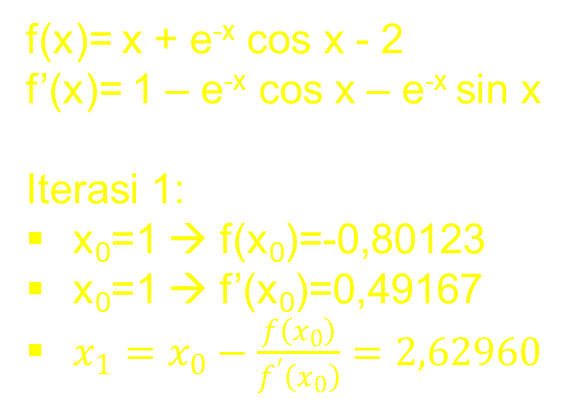 f(x)= x + e⁻ˣ cos x - 2
f'(x)= 1 – e⁻ˣ cos x – e⁻ˣ sin x
Iterasi 1:
▪ x₀=1 → f(x₀)=-0,80123
▪ x₀=1 → f'(x₀)=0,49167
▪ x₁ = x₀ − f(x₀)/f′(x₀) = 2,62960